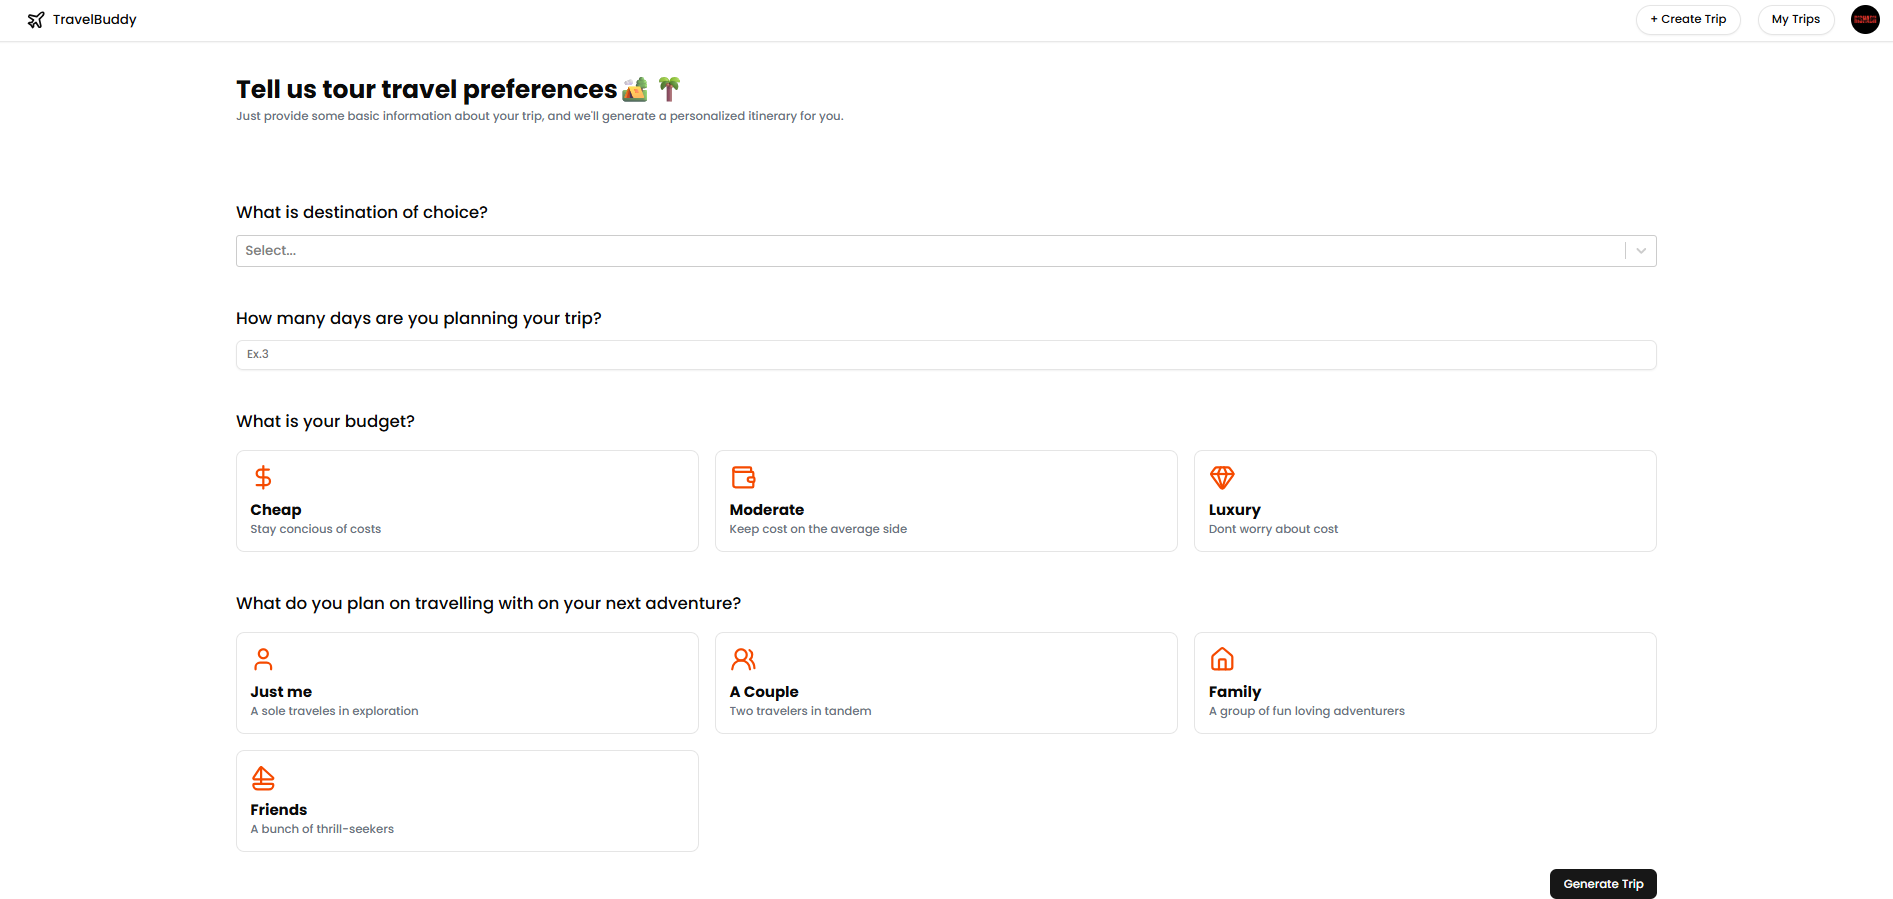 TravelBuddy
+ Create Trip
My Trips
Tell us tour travel preferences🏕️ 🌴
Just provide some basic information about your trip, and we'll generate a personalized itinerary for you.
What is destination of choice?
Select...
How many days are you planning your trip?
Ex.3
What is your budget?
Cheap
Stay concious of costs
Moderate
Keep cost on the average side
Luxury
Dont worry about cost
What do you plan on travelling with on your next adventure?
Just me
A sole traveles in exploration
A Couple
Two travelers in tandem
Family
A group of fun loving adventurers
Friends
A bunch of thrill-seekers
Generate Trip